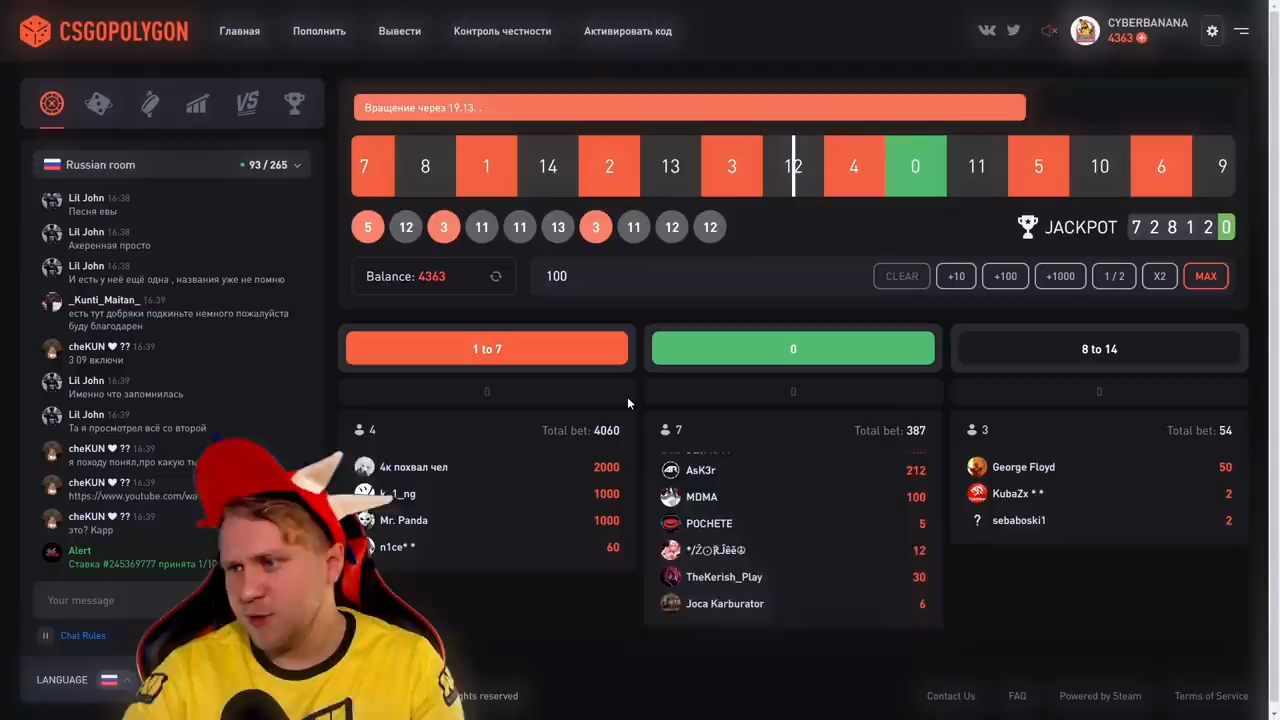 CSGOPOLYGON
Главная
Пополнить
Вывести
Контроль честности
Активировать код
CYBERBANANA
4363
VS
Russian room
93 / 265
Lil John 16:38
Песня евы
Lil John 16:38
Ахеренная просто
Lil John 16:38
И есть у неё ещё одна , названия уже не помню
_Kunti_Maitan_ 16:39
есть тут добряки подкиньте немного пожалуйста
буду благодарен
cheKUN ❤ ?? 16:39
3 09 включи
Lil John 16:39
Именно что запомнилась
Lil John 16:39
Та я просмотрел всё со второй
cheKUN ❤ ?? 16:39
я походу понял,про какую
cheKUN ❤ ?? 16:39
https://www.youtube.com/wa
cheKUN ❤ ?? 16:39
это? Карр
Alert
Ставка #245369777 принята 1/10
Your message
Chat Rules
LANGUAGE
Вращение через 19.13. .
7 8 1 14 2 13 3 12 4 0 11 5 10 6 9
5 12 3 11 11 13 3 11 12 12
JACKPOT 7 2 8 1 2 0
Balance: 4363
100
CLEAR +10 +100 +1000 1 / 2 X2 MAX
1 to 7
0
4
Total bet: 4060
4к похвал чел 2000
k_1_ng 1000
Mr. Panda 1000
n1ce* * 60
0
0
7
Total bet: 387
AsK3r 212
MDMA 100
POCHETE 5
12
TheKerish_Play 30
Joca Karburator 6
8 to 14
0
3
Total bet: 54
George Floyd 50
KubaZx * * 2
? sebaboski1 2
reserved
Contact Us
FAQ
Powered by Steam
Terms of Service